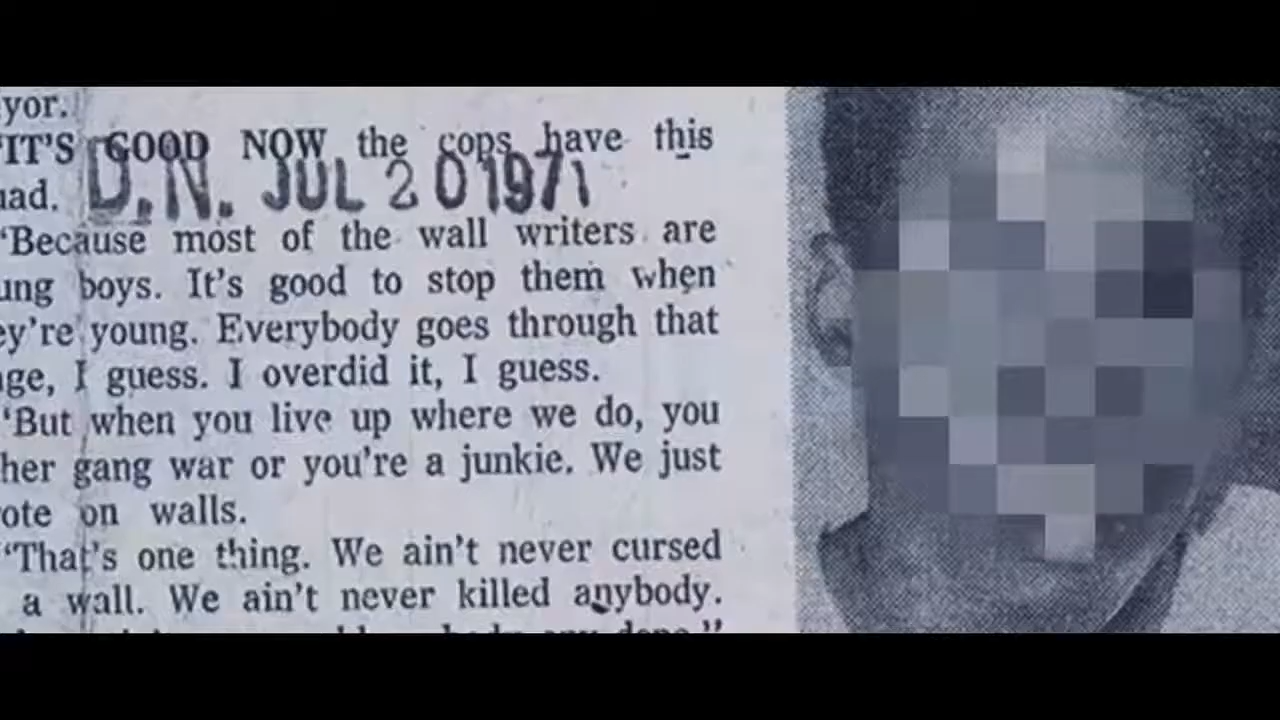 yor.
"IT'S GOOD NOW the cops have this
uad.
D.N. JUL 20 1971
"Because most of the wall writers are
ung boys. It's good to stop them when
ey're young. Everybody goes through that
age, I guess. I overdid it, I guess.
"But when you live up where we do, you
her gang war or you're a junkie. We just
ote on walls.
"That's one thing. We ain't never cursed
a wall. We ain't never killed anybody.